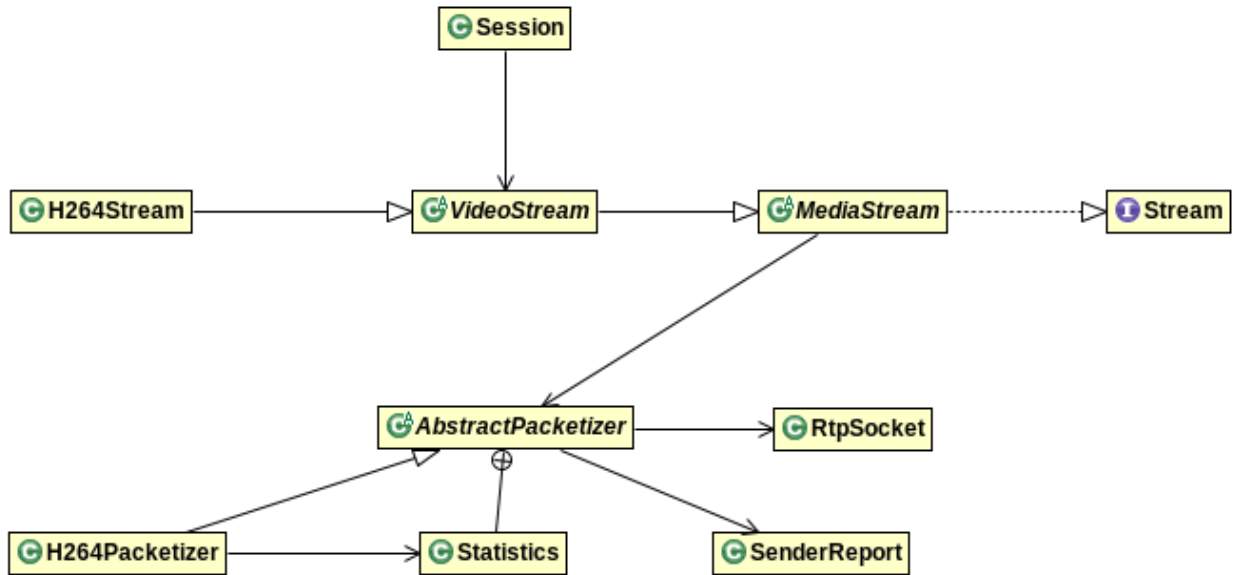 C Session
C H264Stream
C A VideoStream
C A MediaStream
I Stream
C A AbstractPacketizer
C RtpSocket
C H264Packetizer
C Statistics
C SenderReport